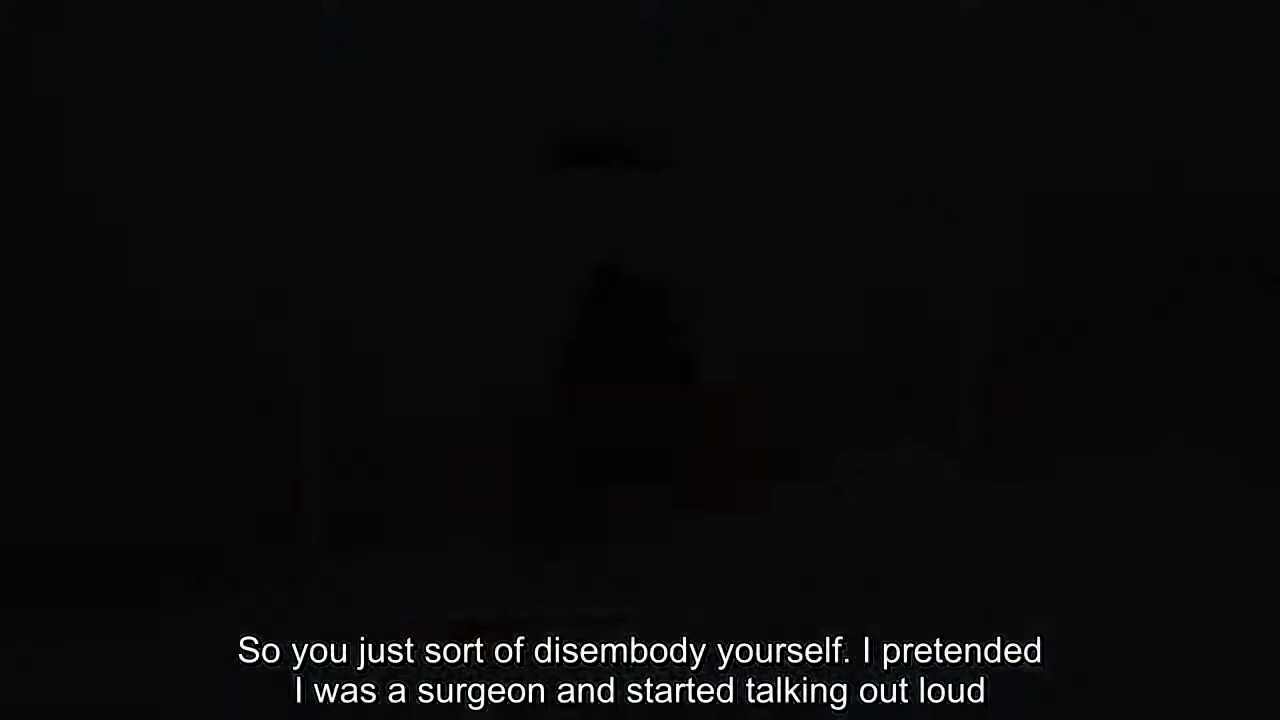 So you just sort of disembody yourself. I pretended
I was a surgeon and started talking out loud